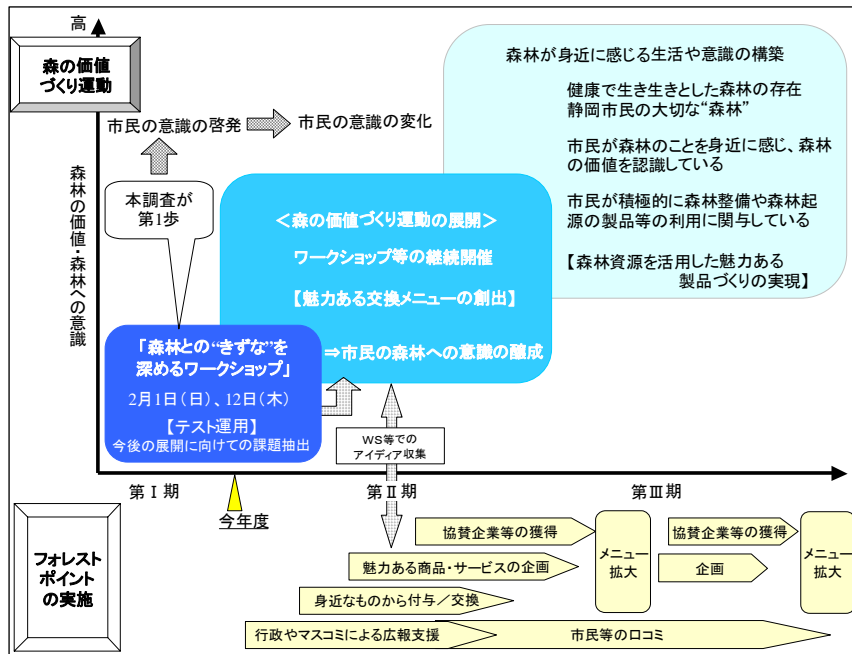 高
森の価値
づくり運動
森林の価値・森林への意識
市民の意識の啓発
市民の意識の変化
本調査が
第1歩
「森林との“きずな”を
深めるワークショップ」
2月1日(日)、12日(木)
【テスト運用】
今後の展開に向けての課題抽出
<森の価値づくり運動の展開>
ワークショップ等の継続開催
【魅力ある交換メニューの創出】
⇒市民の森林への意識の醸成
森林が身近に感じる生活や意識の構築
健康で生き生きとした森林の存在
静岡市民の大切な“森林”
市民が森林のことを身近に感じ、森林
の価値を認識している
市民が積極的に森林整備や森林起
源の製品等の利用に関与している
【森林資源を活用した魅力ある
製品づくりの実現】
WS等での
アイディア収集
第Ⅰ期
第Ⅱ期
第Ⅲ期
今年度
フォレスト
ポイント
の実施
協賛企業等の獲得
魅力ある商品・サービスの企画
身近なものから付与/交換
行政やマスコミによる広報支援
市民等の口コミ
メニュー
拡大
協賛企業等の獲得
企画
メニュー
拡大